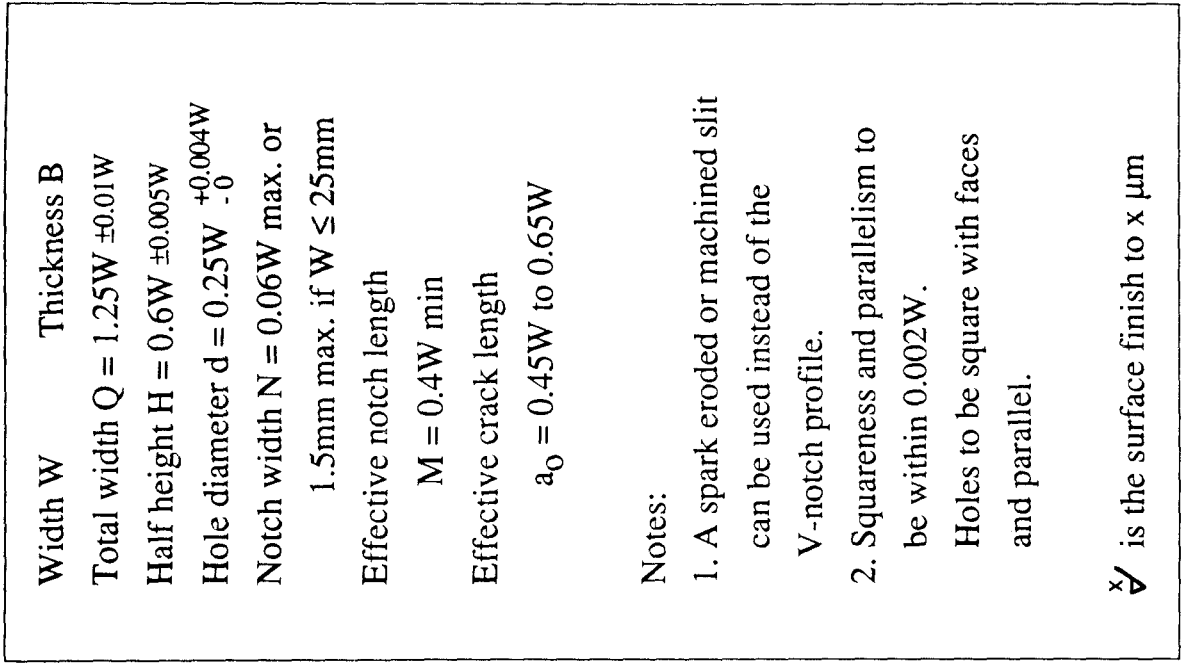 Width W Thickness B
Total width Q = 1.25W ±0.01W
Half height H = 0.6W ±0.005W
Hole diameter d = 0.25W +0.004W -0
Notch width N = 0.06W max. or
1.5mm max. if W ≤ 25mm
Effective notch length
M = 0.4W min
Effective crack length
aₒ = 0.45W to 0.65W
Notes:
1. A spark eroded or machined slit
can be used instead of the
V-notch profile.
2. Squareness and parallelism to
be within 0.002W.
Holes to be square with faces
and parallel.
x is the surface finish to x µm